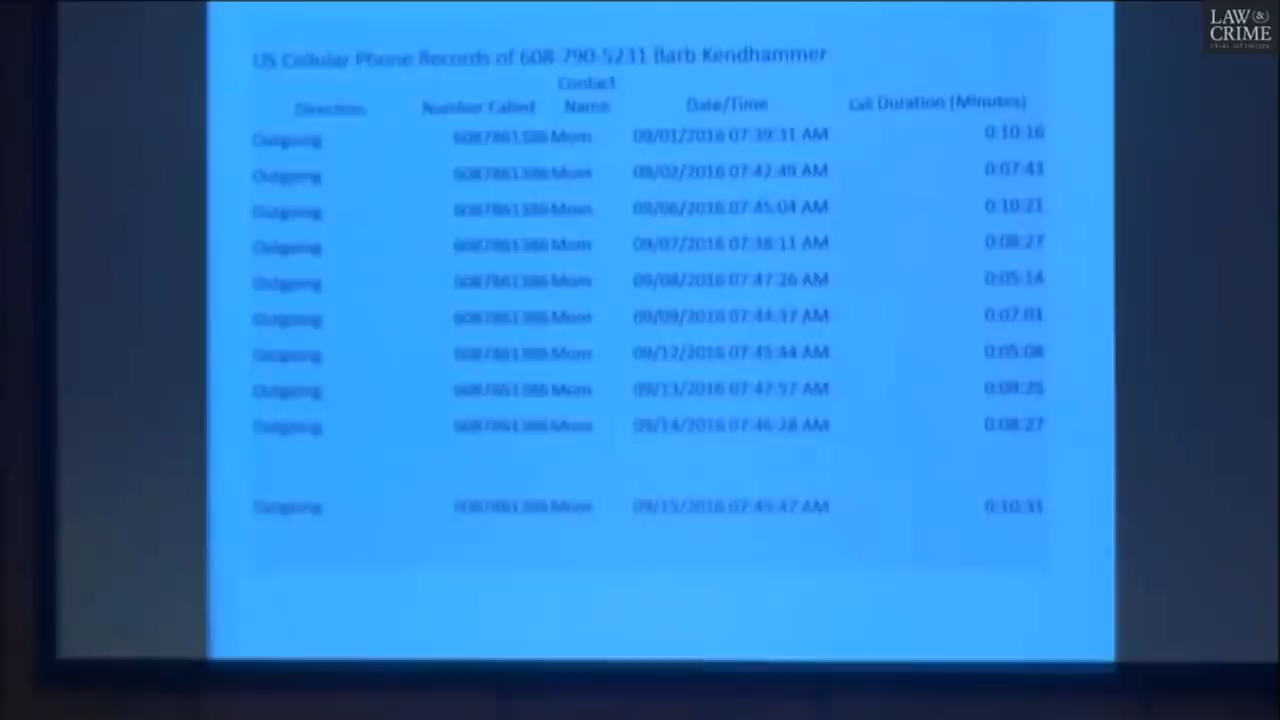 LAW & CRIME
US Cellular Phone Records of 608-790-5231 Barb Kendhammer
Direction Number Called Contact Name Date/Time Call Duration (Minutes)
Outgoing Mom 09/01/2016 07:39:31 AM 0:10:16
Outgoing Mom 09/02/2016 07:42:49 AM 0:07:43
Outgoing Mom 09/06/2016 07:45:04 AM 0:10:21
Outgoing Mom 09/07/2016 07:38:11 AM 0:08:27
Outgoing Mom 09/08/2016 07:47:26 AM 0:05:14
Outgoing Mom 09/09/2016 07:44:37 AM 0:07:01
Outgoing Mom 09/12/2016 07:45:44 AM 0:05:08
Outgoing Mom 09/13/2016 07:47:57 AM
Outgoing Mom 09/14/2016 07:46:28 AM 0:08:27
Outgoing Mom 09/15/2016 0:10:31